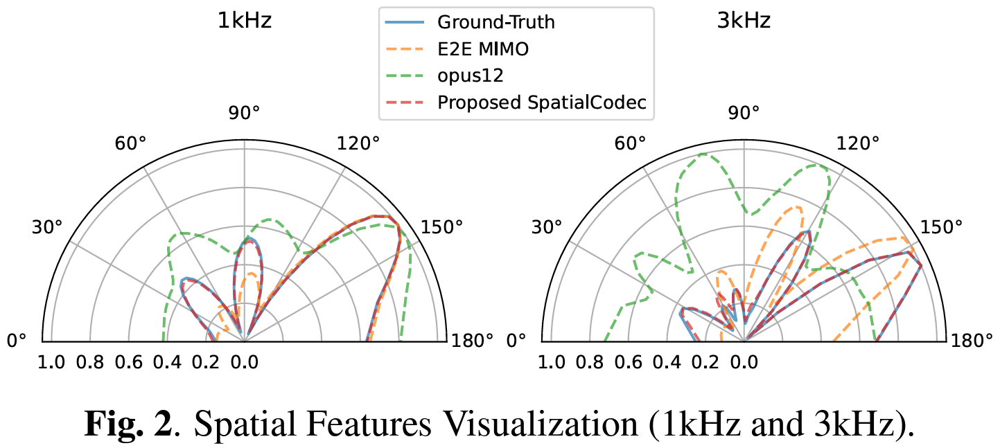 1kHz
3kHz
Ground-Truth
E2E MIMO
opus12
Proposed SpatialCodec
90°
60°
120°
30°
150°
0°
180°
1.0 0.8 0.6 0.4 0.2 0.0
90°
60°
120°
30°
150°
0°
180°
1.0 0.8 0.6 0.4 0.2 0.0
Fig. 2. Spatial Features Visualization (1kHz and 3kHz).